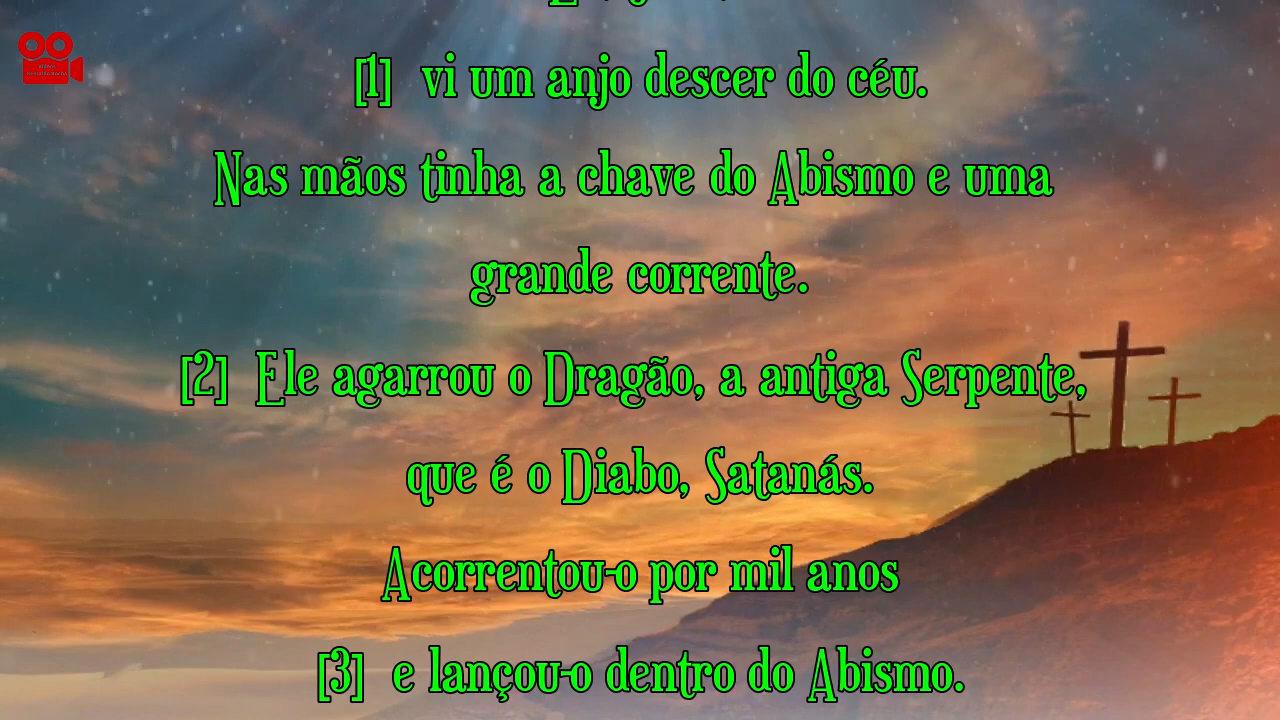 [1] vi um anjo descer do céu.
Nas mãos tinha a chave do Abismo e uma
grande corrente.
[2] Ele agarrou o Dragão, a antiga Serpente,
que é o Diabo, Satanás.
Acorrentou-o por mil anos
[3] e lançou-o dentro do Abismo.